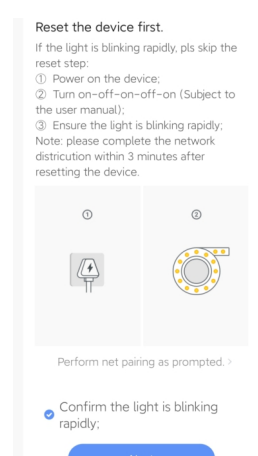 Reset the device first.
If the light is blinking rapidly, pls skip the
reset step:
① Power on the device;
② Turn on-off-on-off-on (Subject to
the user manual);
③ Ensure the light is blinking rapidly;
Note: please complete the network
districution within 3 minutes after
resetting the device.
① ②
Perform net pairing as prompted. >
Confirm the light is blinking
rapidly;